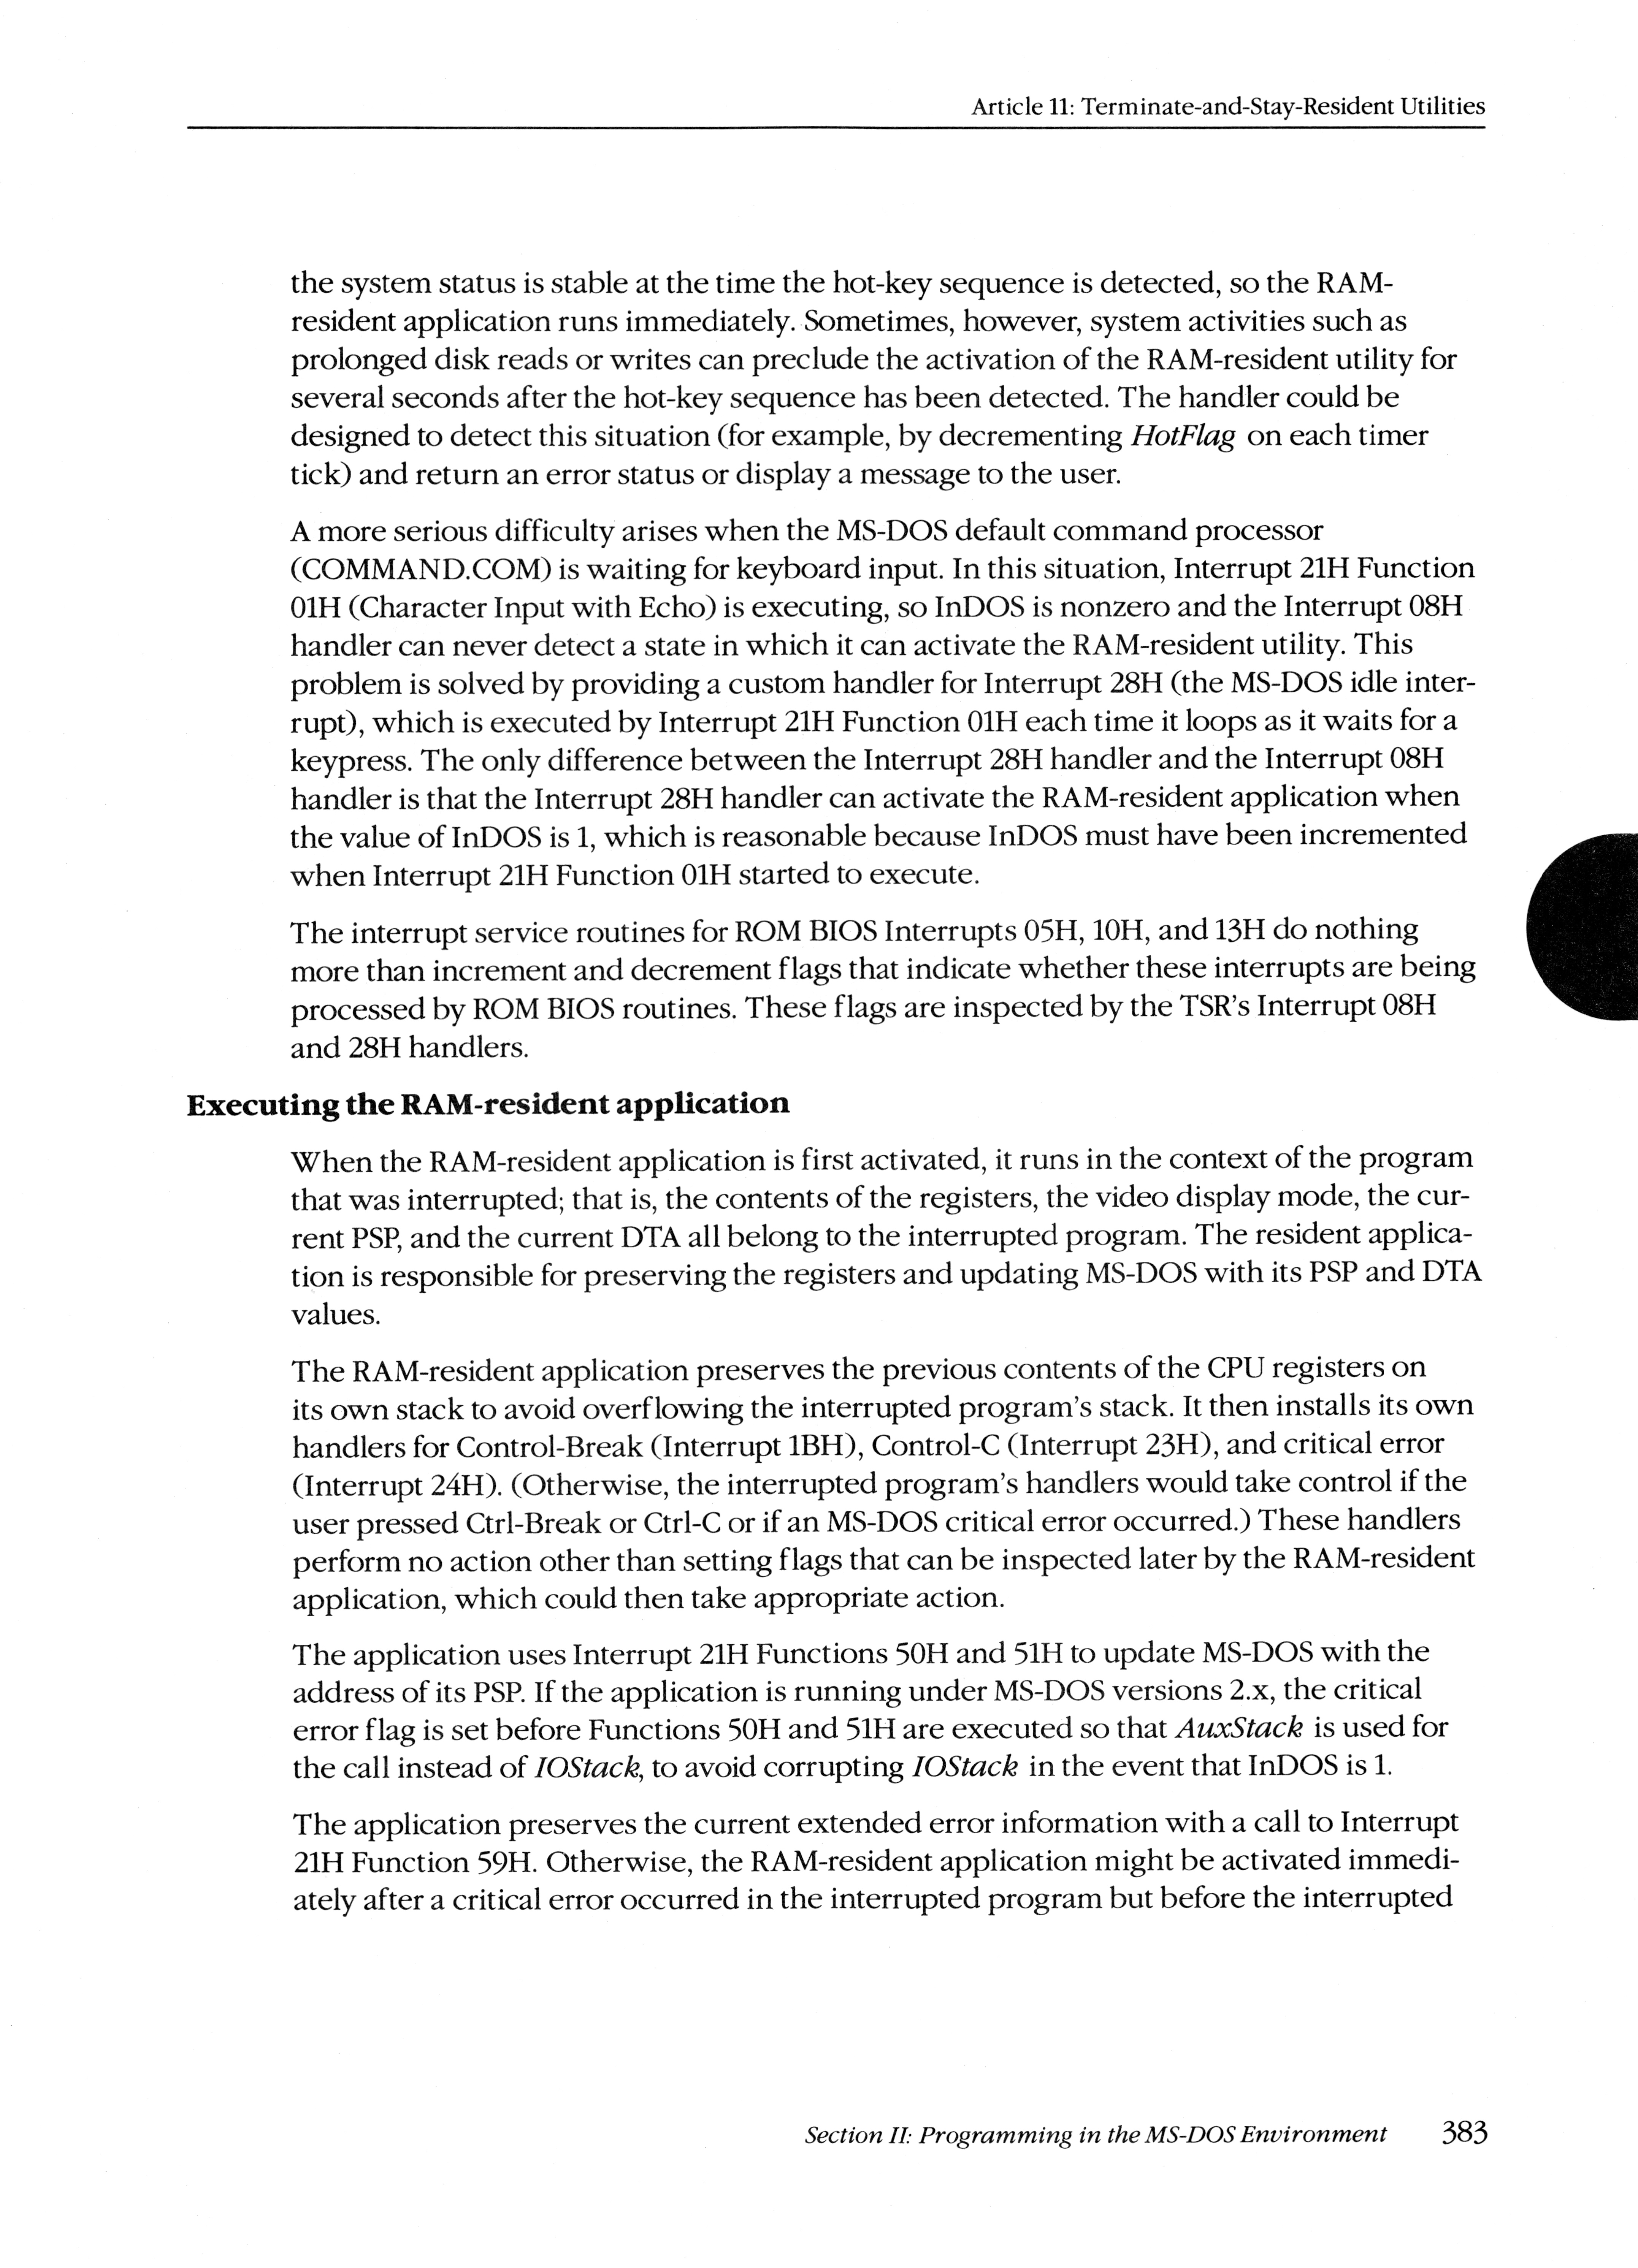 Article 11: Terminate-and-Stay-Resident Utilities
the system status is stable at the time the hot-key sequence is detected, so the RAM-
resident application runs immediately. Sometimes, however, system activities such as
prolonged disk reads or writes can preclude the activation of the RAM-resident utility for
several seconds after the hot-key sequence has been detected. The handler could be
designed to detect this situation (for example, by decrementing HotFlag on each timer
tick) and return an error status or display a message to the user.
A more serious difficulty arises when the MS-DOS default command processor
(COMMAND.COM) is waiting for keyboard input. In this situation, Interrupt 21H Function
01H (Character Input with Echo) is executing, so InDOS is nonzero and the Interrupt 08H
handler can never detect a state in which it can activate the RAM-resident utility. This
problem is solved by providing a custom handler for Interrupt 28H (the MS-DOS idle inter-
rupt), which is executed by Interrupt 21H Function 01H each time it loops as it waits for a
keypress. The only difference between the Interrupt 28H handler and the Interrupt 08H
handler is that the Interrupt 28H handler can activate the RAM-resident application when
the value of InDOS is 1, which is reasonable because InDOS must have been incremented
when Interrupt 21H Function 01H started to execute.
The interrupt service routines for ROM BIOS Interrupts 05H, 10H, and 13H do nothing
more than increment and decrement flags that indicate whether these interrupts are being
processed by ROM BIOS routines. These flags are inspected by the TSR's Interrupt 08H
and 28H handlers.
Executing the RAM-resident application
When the RAM-resident application is first activated, it runs in the context of the program
that was interrupted; that is, the contents of the registers, the video display mode, the cur-
rent PSP, and the current DTA all belong to the interrupted program. The resident applica-
tion is responsible for preserving the registers and updating MS-DOS with its PSP and DTA
values.
The RAM-resident application preserves the previous contents of the CPU registers on
its own stack to avoid overflowing the interrupted program's stack. It then installs its own
handlers for Control-Break (Interrupt 1BH), Control-C (Interrupt 23H), and critical error
(Interrupt 24H). (Otherwise, the interrupted program's handlers would take control if the
user pressed Ctrl-Break or Ctrl-C or if an MS-DOS critical error occurred.) These handlers
perform no action other than setting flags that can be inspected later by the RAM-resident
application, which could then take appropriate action.
The application uses Interrupt 21H Functions 50H and 51H to update MS-DOS with the
address of its PSP. If the application is running under MS-DOS versions 2.x, the critical
error flag is set before Functions 50H and 51H are executed so that AuxStack is used for
the call instead of IOStack, to avoid corrupting IOStack in the event that InDOS is 1.
The application preserves the current extended error information with a call to Interrupt
21H Function 59H. Otherwise, the RAM-resident application might be activated immedi-
ately after a critical error occurred in the interrupted program but before the interrupted
Section II: Programming in the MS-DOS Environment 383